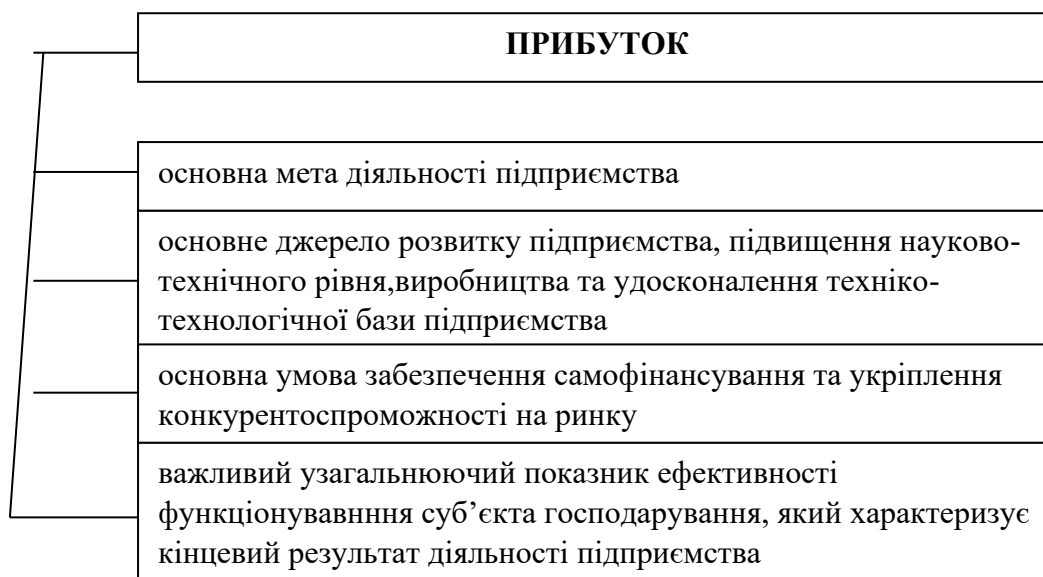 ПРИБУТОК
основна мета діяльності підприємства
основне джерело розвитку підприємства, підвищення науково-
технічного рівня,виробництва та удосконалення техніко-
технологічної бази підприємства
основна умова забезпечення самофінансування та укріплення
конкурентоспроможності на ринку
важливий узагальнюючий показник ефективності
функціонувавнння суб’єкта господарування, який характеризує
кінцевий результат діяльності підприємства